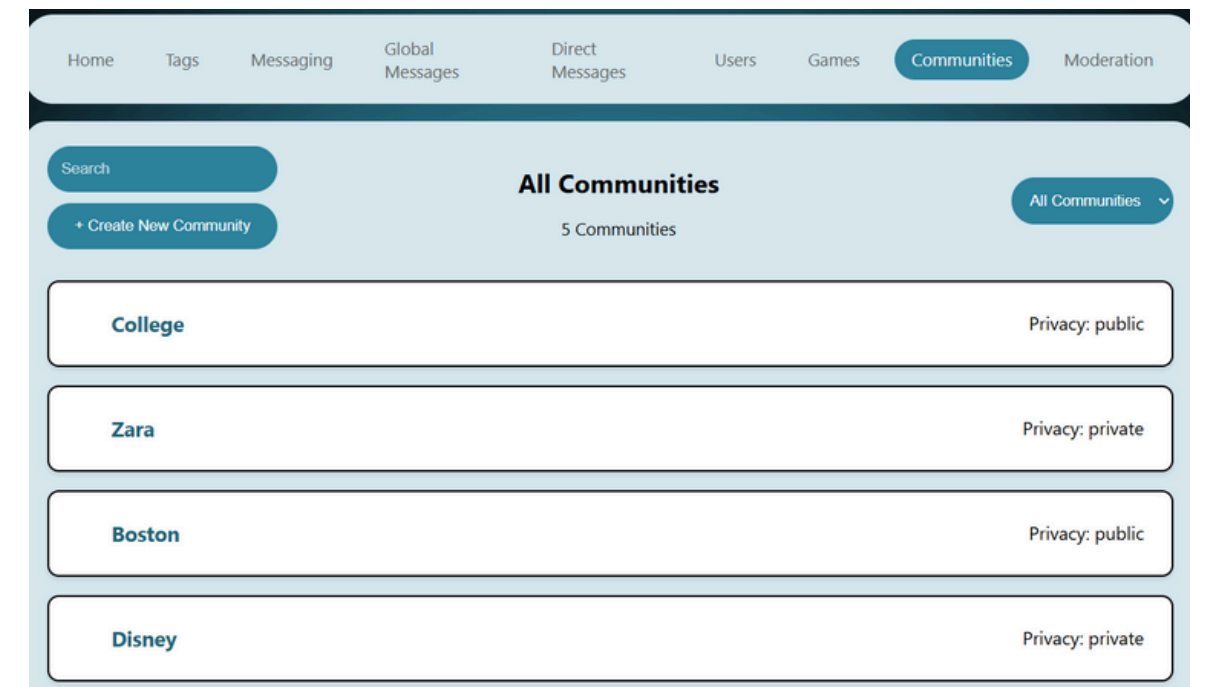 Home Tags Messaging Global Messages Direct Messages Users Games Communities Moderation
Search
+ Create New Community
All Communities
5 Communities
All Communities
College Privacy: public
Zara Privacy: private
Boston Privacy: public
Disney Privacy: private